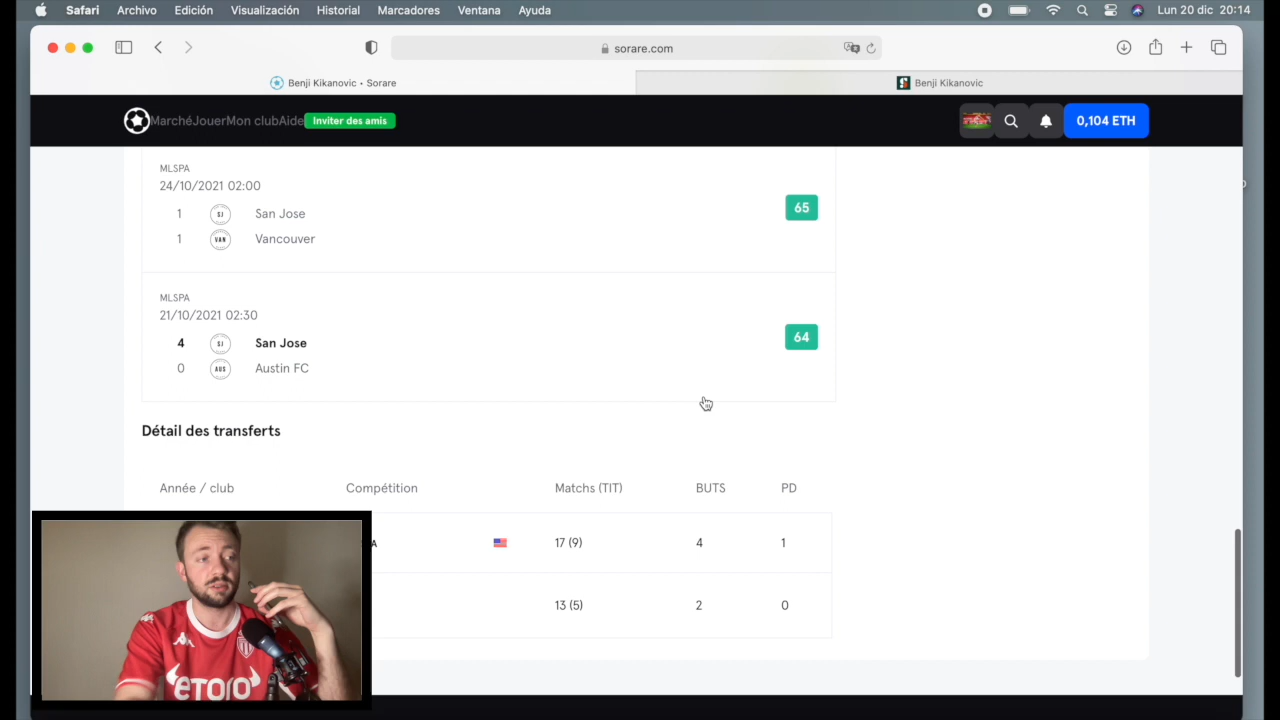 Safari Archivo Edición Visualización Historial Marcadores Ventana Ayuda Lun 20 dic 20:14
sorare.com
Benji Kikanovic • Sorare
Benji Kikanovic
MarchéJouerMon clubAide Inviter des amis 0,104 ETH
MLSPA
24/10/2021 02:00
1 SJ San Jose
65
1 VAN Vancouver
MLSPA
21/10/2021 02:30
4 SJ San Jose
64
0 AUS Austin FC
Détail des transferts
Année / club Compétition Matchs (TIT) BUTS PD
A 17 (9) 4 1
13 (5) 2 0
eToro